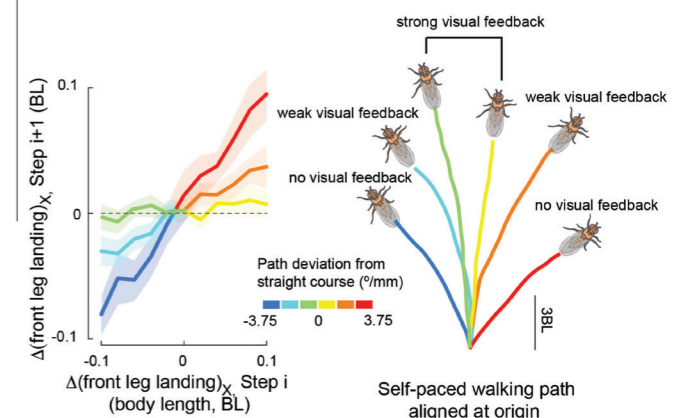 Δ(front leg landing)X, Step i+1 (BL)
0.1
0
-0.1
-0.1
0
0.1
Δ(front leg landing)X, Step i
(body length, BL)
Path deviation from
straight course (º/mm)
-3.75
0
3.75
strong visual feedback
weak visual feedback
weak visual feedback
no visual feedback
no visual feedback
3BL
Self-paced walking path
aligned at origin